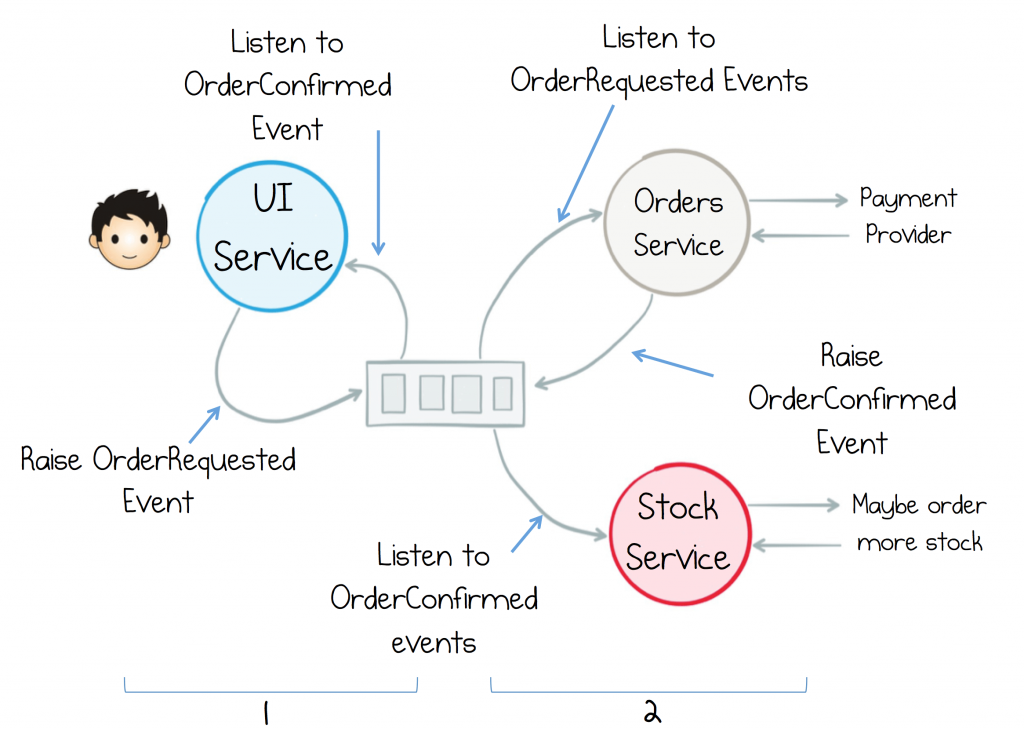 Listen to
OrderConfirmed
Event
Listen to
OrderRequested Events
UI
Service
Orders
Service
Payment
Provider
Raise
OrderConfirmed
Event
Raise OrderRequested
Event
Stock
Service
Maybe order
more stock
Listen to
OrderConfirmed
events
1
2